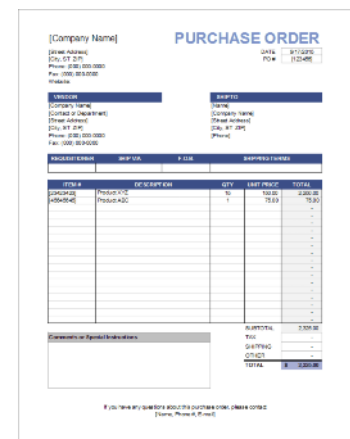 [Company Name]
PURCHASE ORDER
[Street Address]
[City, ST ZIP]
Phone: (000) 000-0000
Fax: (000) 000-0000
Website:
DATE
PO # [123456]
VENDOR
SHIP TO
[Company Name]
[Contact or Department]
[Street Address]
[City, ST ZIP]
Phone: (000) 000-0000
Fax: (000) 000-0000
[Name]
[Company Name]
[Street Address]
[City, ST ZIP]
[Phone]
REQUISITIONER SHIP VIA F.O.B. SHIPPING TERMS
ITEM # DESCRIPTION QTY UNIT PRICE TOTAL
Product XYZ
Product ABC 1 75.00 75.00
SUBTOTAL
TAX -
SHIPPING -
OTHER -
TOTAL $
Comments or Special Instructions
If you have any questions about this purchase order, please contact
[Name, Phone #, E-mail]